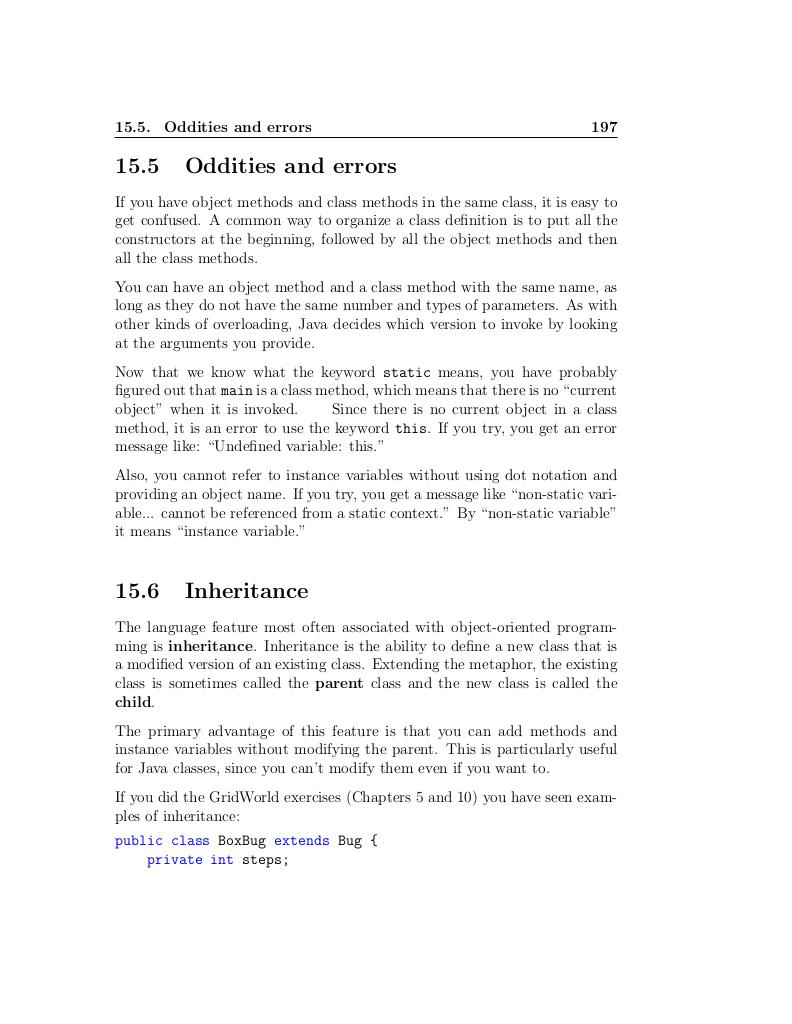 15.5. Oddities and errors 197
15.5 Oddities and errors
If you have object methods and class methods in the same class, it is easy to
get confused. A common way to organize a class definition is to put all the
constructors at the beginning, followed by all the object methods and then
all the class methods.
You can have an object method and a class method with the same name, as
long as they do not have the same number and types of parameters. As with
other kinds of overloading, Java decides which version to invoke by looking
at the arguments you provide.
Now that we know what the keyword static means, you have probably
figured out that main is a class method, which means that there is no “current
object” when it is invoked. Since there is no current object in a class
method, it is an error to use the keyword this. If you try, you get an error
message like: “Undefined variable: this.”
Also, you cannot refer to instance variables without using dot notation and
providing an object name. If you try, you get a message like “non-static vari-
able... cannot be referenced from a static context.” By “non-static variable”
it means “instance variable.”
15.6 Inheritance
The language feature most often associated with object-oriented program-
ming is inheritance. Inheritance is the ability to define a new class that is
a modified version of an existing class. Extending the metaphor, the existing
class is sometimes called the parent class and the new class is called the
child.
The primary advantage of this feature is that you can add methods and
instance variables without modifying the parent. This is particularly useful
for Java classes, since you can’t modify them even if you want to.
If you did the GridWorld exercises (Chapters 5 and 10) you have seen exam-
ples of inheritance:
public class BoxBug extends Bug {
    private int steps;